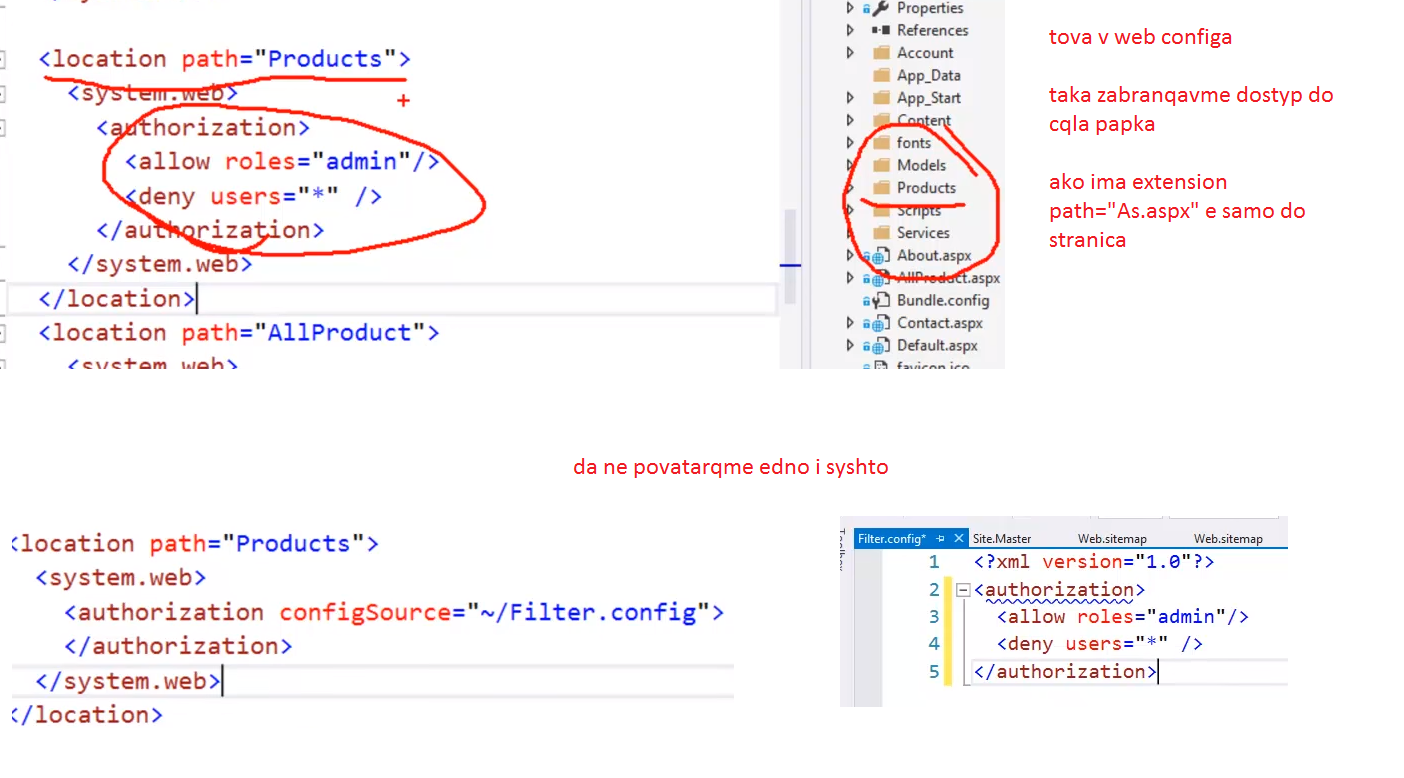 <location path="Products">
<system.web>
<authorization>
<allow roles="admin"/>
<deny users="*" />
</authorization>
</system.web>
</location>
<location path="AllProduct">
<system.web>
Properties
References
Account
App_Data
App_Start
Content
fonts
Models
Products
Scripts
Services
About.aspx
AllProduct.aspx
Bundle.config
Contact.aspx
Default.aspx
favicon.ico
tova v web configa
taka zabranqavme dostyp do
cqla papka
ako ima extension
path="As.aspx" e samo do
stranica
da ne povatarqme edno i syshto
<location path="Products">
<system.web>
<authorization configSource="~/Filter.config">
</authorization>
</system.web>
</location>
Toolbox
Filter.config* Site.Master Web.sitemap Web.sitemap
1 <?xml version="1.0"?>
2 <authorization>
3 <allow roles="admin"/>
4 <deny users="*" />
5 </authorization>